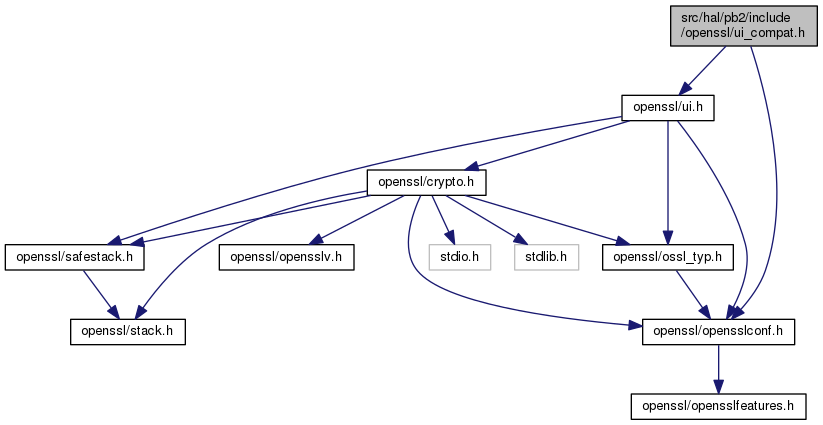 src/hal/pb2/include
/openssl/ui_compat.h
openssl/ui.h
openssl/crypto.h
openssl/safestack.h
openssl/opensslv.h
stdio.h
stdlib.h
openssl/ossl_typ.h
openssl/stack.h
openssl/opensslconf.h
openssl/opensslfeatures.h